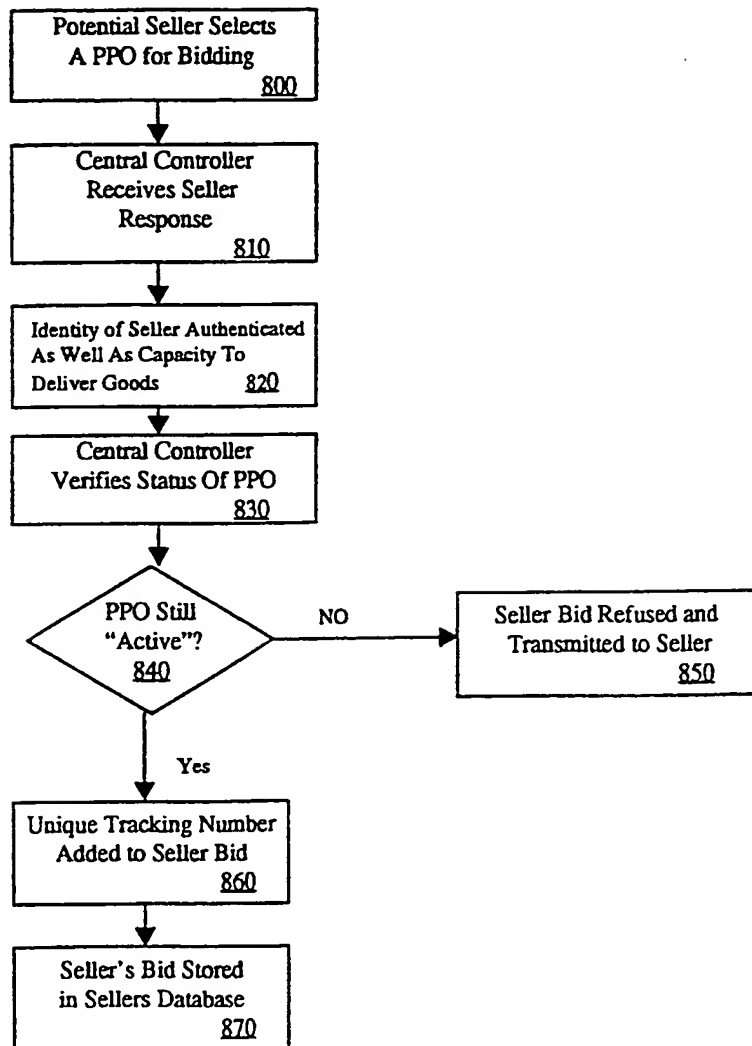 Potential Seller Selects
A PPO for Bidding
800
Central Controller
Receives Seller
Response
810
Identity of Seller Authenticated
As Well As Capacity To
Deliver Goods 820
Central Controller
Verifies Status Of PPO
830
PPO Still
“Active”?
840
NO
Seller Bid Refused and
Transmitted to Seller
850
Yes
Unique Tracking Number
Added to Seller Bid
860
Seller's Bid Stored
in Sellers Database
870